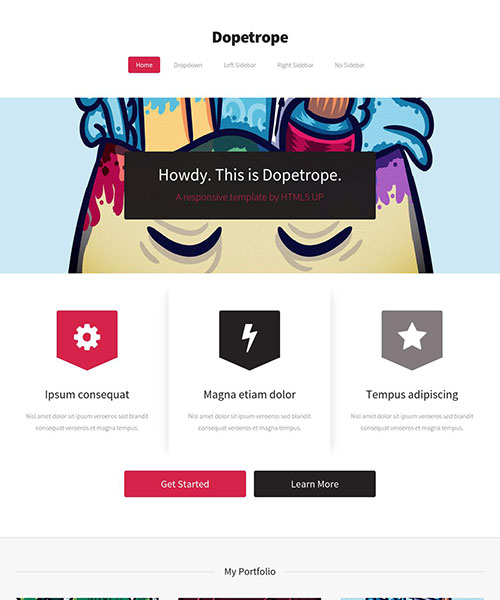 Dopetrope
Home Dropdown Left Sidebar Right Sidebar No Sidebar
Howdy. This is Dopetrope.
A responsive template by HTML5 UP
Ipsum consequat
Nisl amet dolor sit ipsum veroeros sed blandit
consequat veroeros et magna tempus.
Magna etiam dolor
Nisl amet dolor sit ipsum veroeros sed blandit
consequat veroeros et magna tempus.
Tempus adipiscing
Nisl amet dolor sit ipsum veroeros sed blandit
consequat veroeros et magna tempus.
Get Started
Learn More
My Portfolio